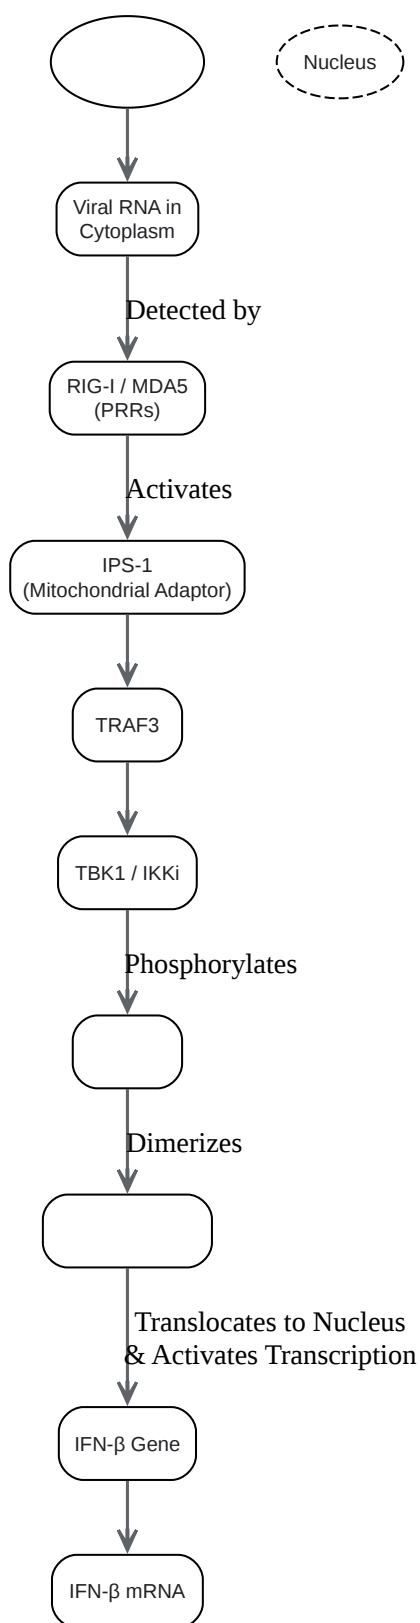 Nucleus
Viral RNA in
Cytoplasm
Detected by
RIG-I / MDA5
(PRRs)
Activates
IPS-1
(Mitochondrial Adaptor)
TRAF3
TBK1 / IKKi
Phosphorylates
Dimerizes
Translocates to Nucleus
& Activates Transcription
IFN-β Gene
IFN-β mRNA